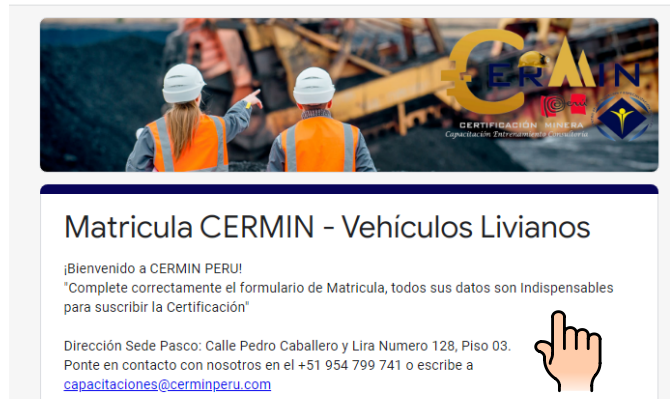 CERMIN
Perú
CERTIFICACIÓN MINERA
Capacitación Entrenamiento Consultoría
Matricula CERMIN - Vehículos Livianos
¡Bienvenido a CERMIN PERU!
"Complete correctamente el formulario de Matricula, todos sus datos son Indispensables
para suscribir la Certificación"
Dirección Sede Pasco: Calle Pedro Caballero y Lira Numero 128, Piso 03.
Ponte en contacto con nosotros en el +51 954 799 741 o escribe a
capacitaciones@cerminperu.com